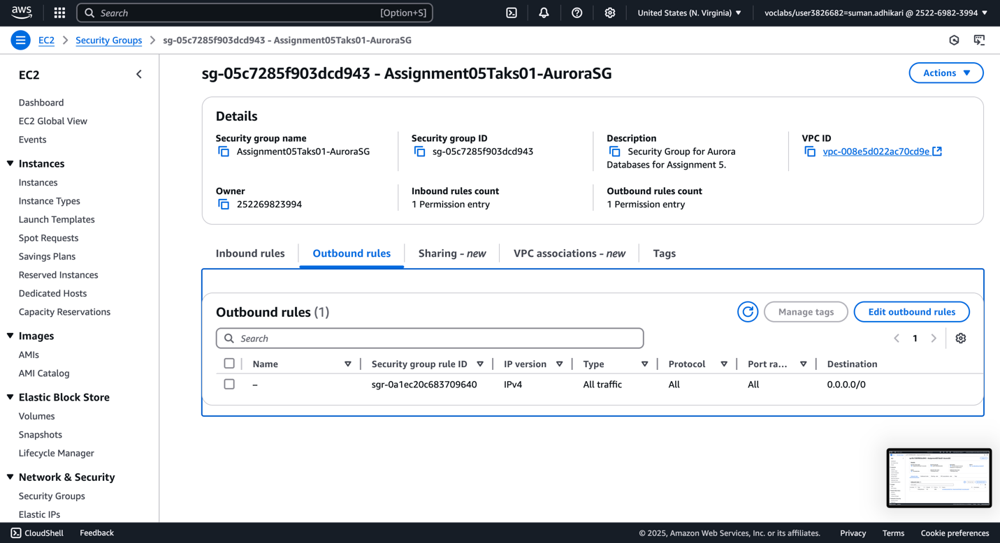 aws
Search
[Option+S]
United States (N. Virginia)
voclabs/user3826682=suman.adhikari @ 2522-6982-3994
EC2
Security Groups
sg-05c7285f903dcd943 - Assignment05Taks01-AuroraSG
EC2
Dashboard
EC2 Global View
Events
Instances
Instances
Instance Types
Launch Templates
Spot Requests
Savings Plans
Reserved Instances
Dedicated Hosts
Capacity Reservations
Images
AMIs
AMI Catalog
Elastic Block Store
Volumes
Snapshots
Lifecycle Manager
Network & Security
Security Groups
Elastic IPs
sg-05c7285f903dcd943 - Assignment05Taks01-AuroraSG
Actions
Details
Security group name
Assignment05Taks01-AuroraSG
Security group ID
sg-05c7285f903dcd943
Description
Security Group for Aurora
Databases for Assignment 5.
VPC ID
vpc-008e5d022ac70cd9e
Owner
252269823994
Inbound rules count
1 Permission entry
Outbound rules count
1 Permission entry
Inbound rules
Outbound rules
Sharing - new
VPC associations - new
Tags
Outbound rules (1)
Manage tags
Edit outbound rules
Search
1
Name
Security group rule ID
IP version
Type
Protocol
Port ra...
Destination
–
sgr-0a1ec20c683709640
IPv4
All traffic
All
All
0.0.0.0/0
CloudShell
Feedback
© 2025, Amazon Web Services, Inc. or its affiliates.
Privacy
Terms
Cookie preferences